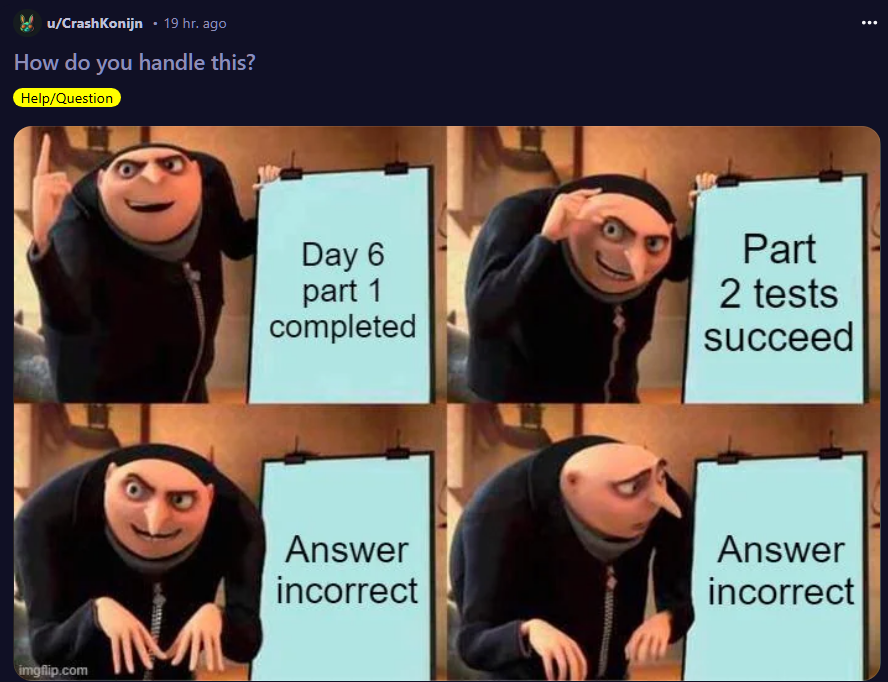 u/CrashKonijn • 19 hr. ago
How do you handle this?
Help/Question
Day 6
part 1
completed
Part
2 tests
succeed
Answer
incorrect
Answer
incorrect
imgflip.com